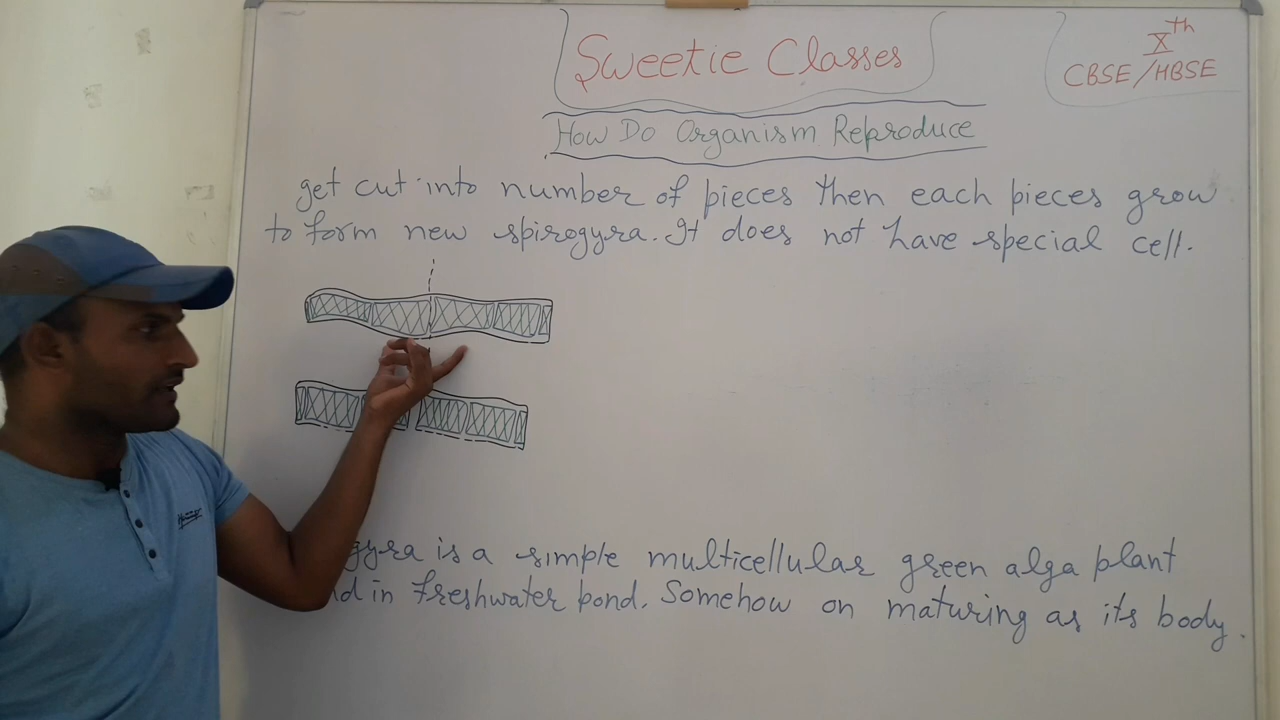 Sweetie Classes
Xth
CBSE/HBSE
How Do Organism Reproduce
get cut into number of pieces then each pieces grow
to form new spirogyra. It does not have special cell.
is a simple multicellular green alga plant
in freshwater pond. Somehow on maturing as its body.